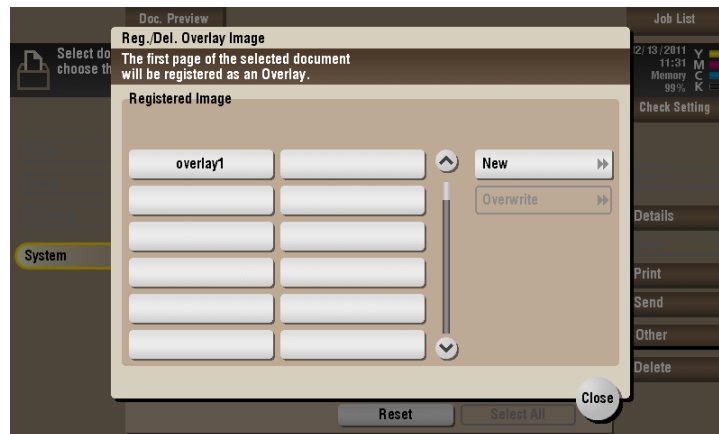 Doc. Preview
Job List
Select do
choose th
Reg./Del. Overlay Image
The first page of the selected document
will be registered as an Overlay.
12/13/2011
11:31
Memory
99%
Y
M
C
K
Check Setting
Registered Image
overlay1
New
Overwrite
Details
System
Print
Send
Other
Delete
Close
Reset
Select All